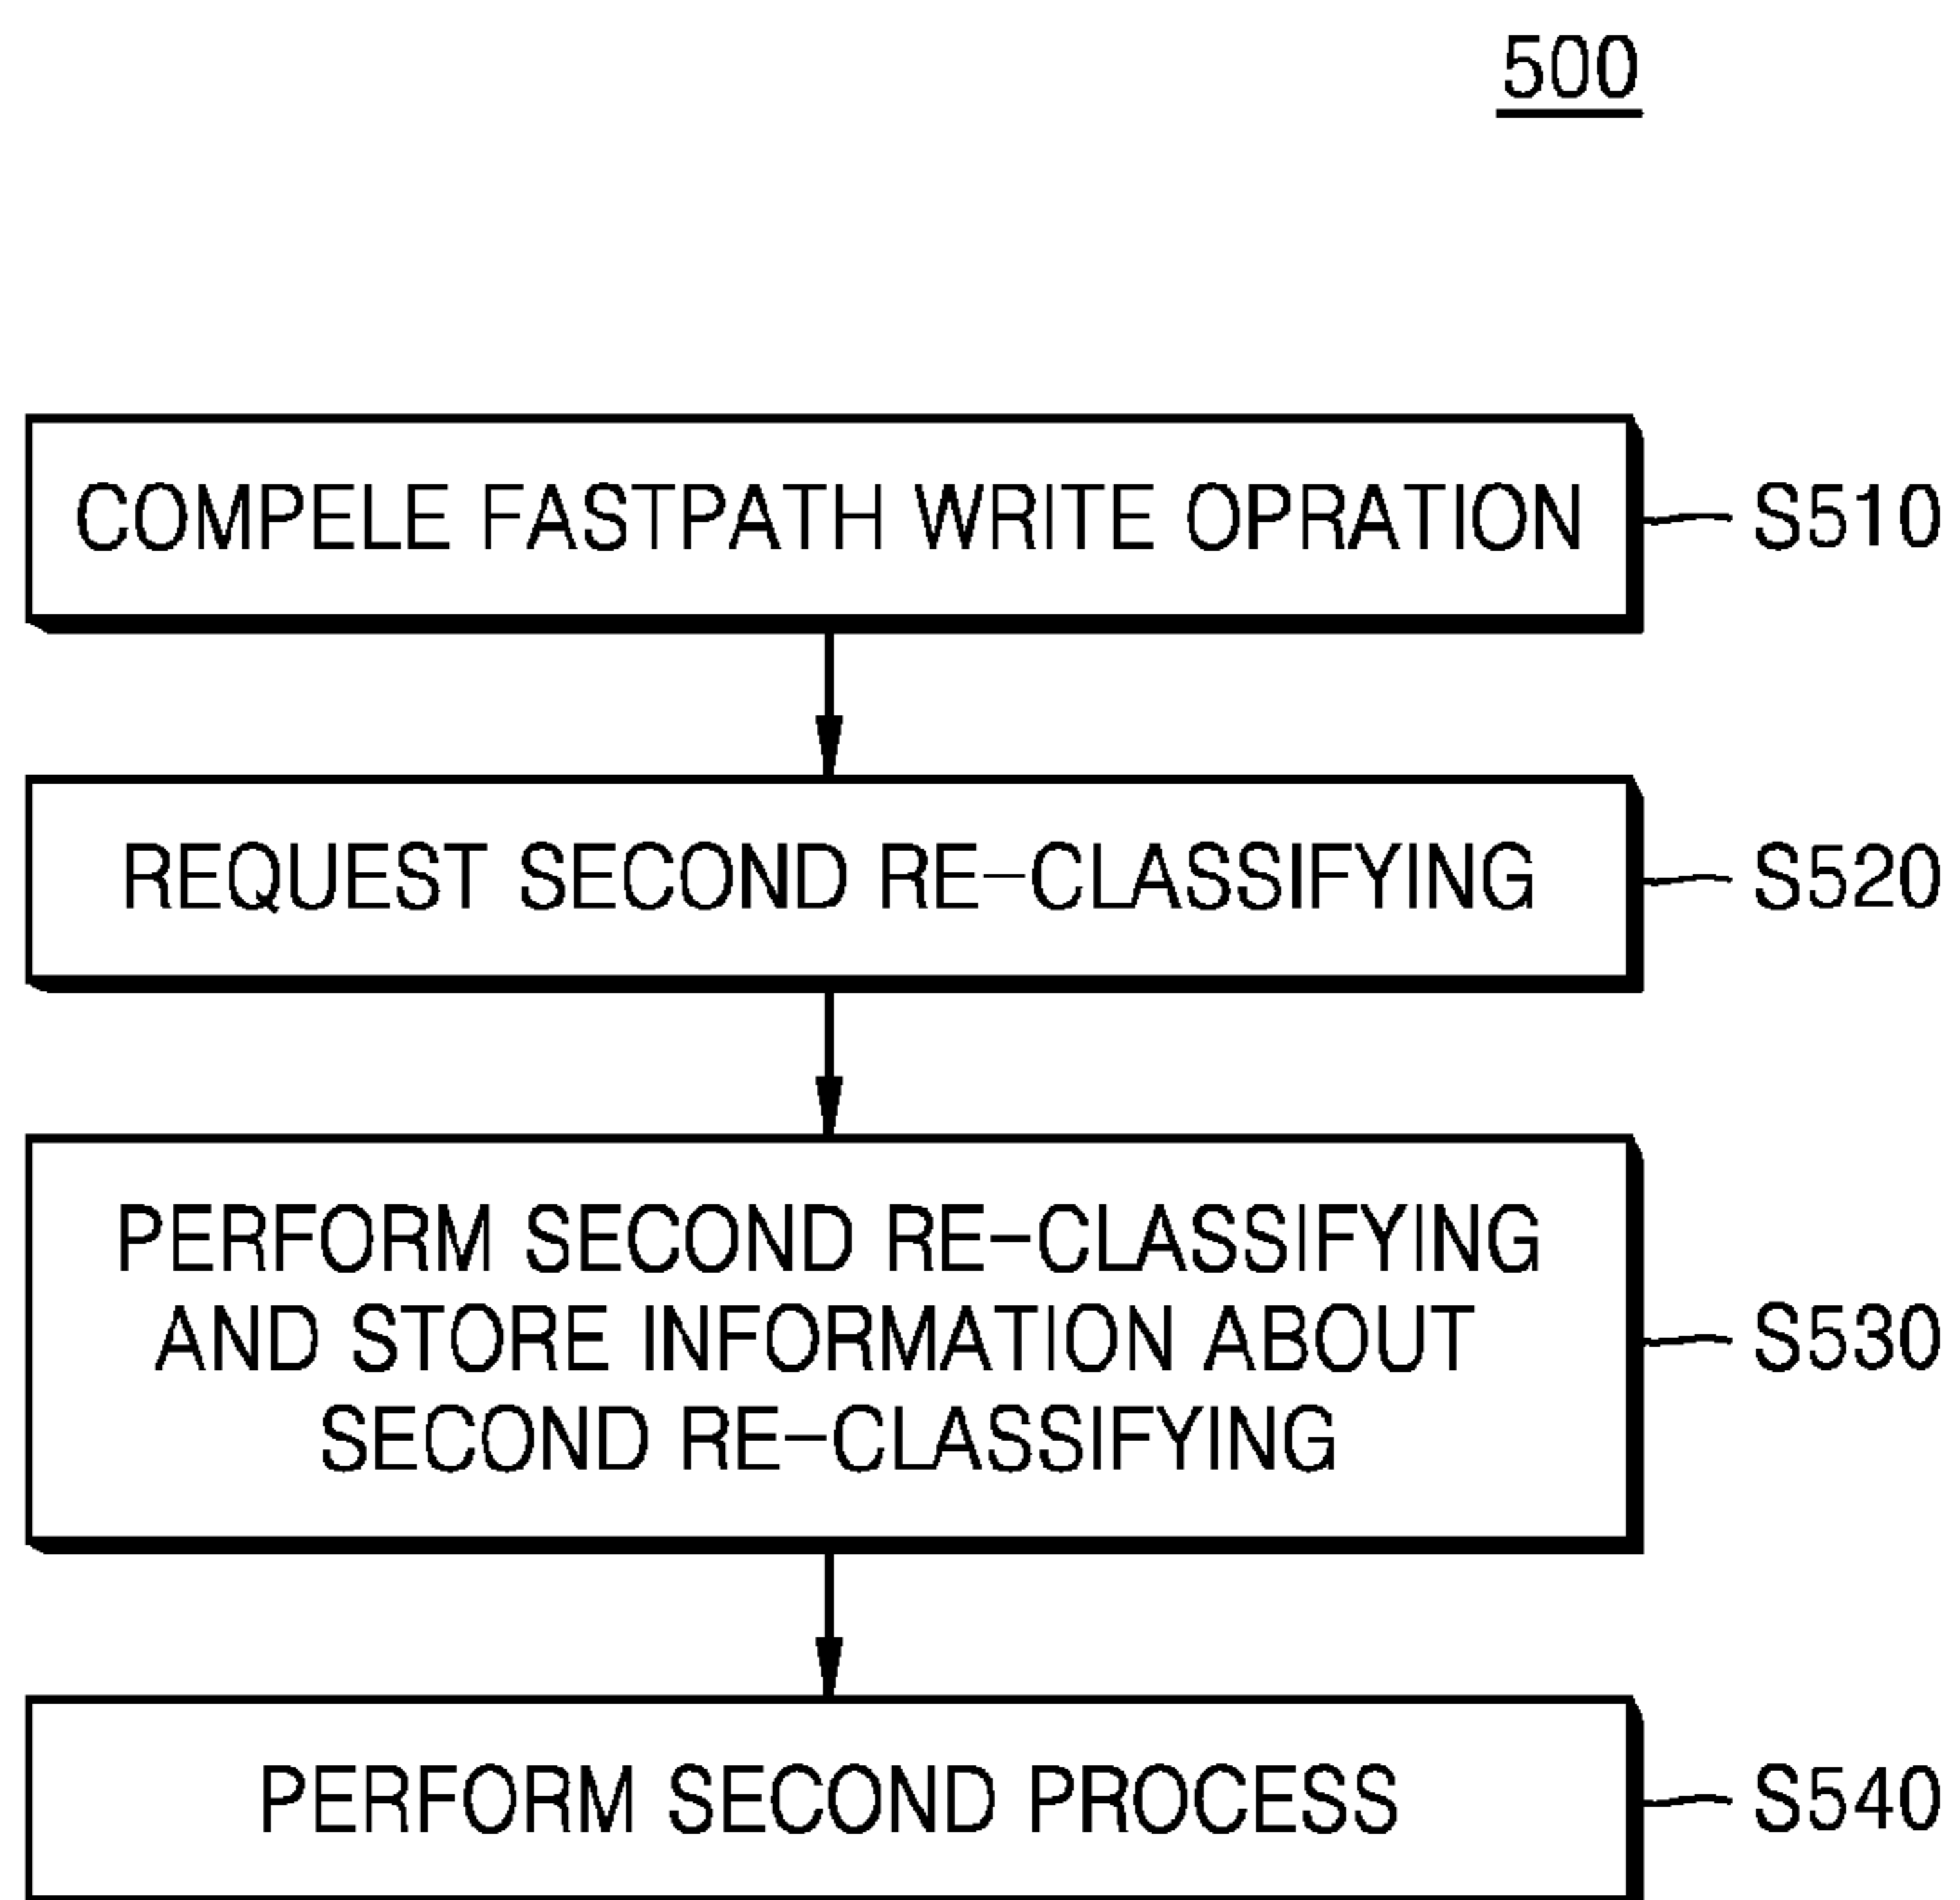 500
COMPELE FASTPATH WRITE OPRATION
S510
REQUEST SECOND RE-CLASSIFYING
S520
PERFORM SECOND RE-CLASSIFYING
AND STORE INFORMATION ABOUT
SECOND RE-CLASSIFYING
S530
PERFORM SECOND PROCESS
S540